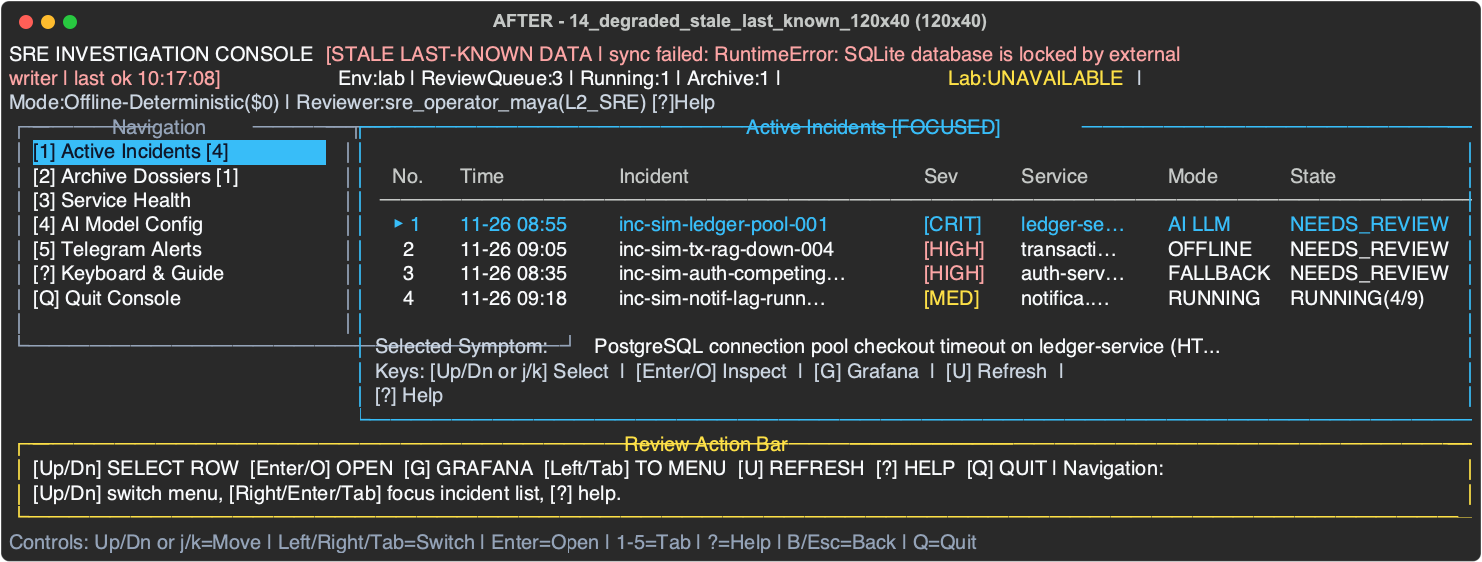 AFTER - 14_degraded_stale_last_known_120x40 (120x40)
SRE INVESTIGATION CONSOLE [STALE LAST-KNOWN DATA | sync failed: RuntimeError: SQLite database is locked by external
writer | last ok 10:17:08] Env:lab | ReviewQueue:3 | Running:1 | Archive:1 | Lab:UNAVAILABLE |
Mode:Offline-Deterministic($0) | Reviewer:sre_operator_maya(L2_SRE) [?]Help
Navigation Active Incidents [FOCUSED]
[1] Active Incidents [4]
[2] Archive Dossiers [1] No. Time Incident Sev Service Mode State
[3] Service Health
[4] AI Model Config ▸ 1 11-26 08:55 inc-sim-ledger-pool-001 [CRIT] ledger-se… AI LLM NEEDS_REVIEW
[5] Telegram Alerts 2 11-26 09:05 inc-sim-tx-rag-down-004 [HIGH] transacti… OFFLINE NEEDS_REVIEW
[?] Keyboard & Guide 3 11-26 08:35 inc-sim-auth-competing… [HIGH] auth-serv… FALLBACK NEEDS_REVIEW
[Q] Quit Console 4 11-26 09:18 inc-sim-notif-lag-runn… [MED] notifica.… RUNNING RUNNING(4/9)
Selected Symptom: PostgreSQL connection pool checkout timeout on ledger-service (HT…
Keys: [Up/Dn or j/k] Select | [Enter/O] Inspect | [G] Grafana | [U] Refresh |
[?] Help
Review Action Bar
[Up/Dn] SELECT ROW [Enter/O] OPEN [G] GRAFANA [Left/Tab] TO MENU [U] REFRESH [?] HELP [Q] QUIT | Navigation:
[Up/Dn] switch menu, [Right/Enter/Tab] focus incident list, [?] help.
Controls: Up/Dn or j/k=Move | Left/Right/Tab=Switch | Enter=Open | 1-5=Tab | ?=Help | B/Esc=Back | Q=Quit